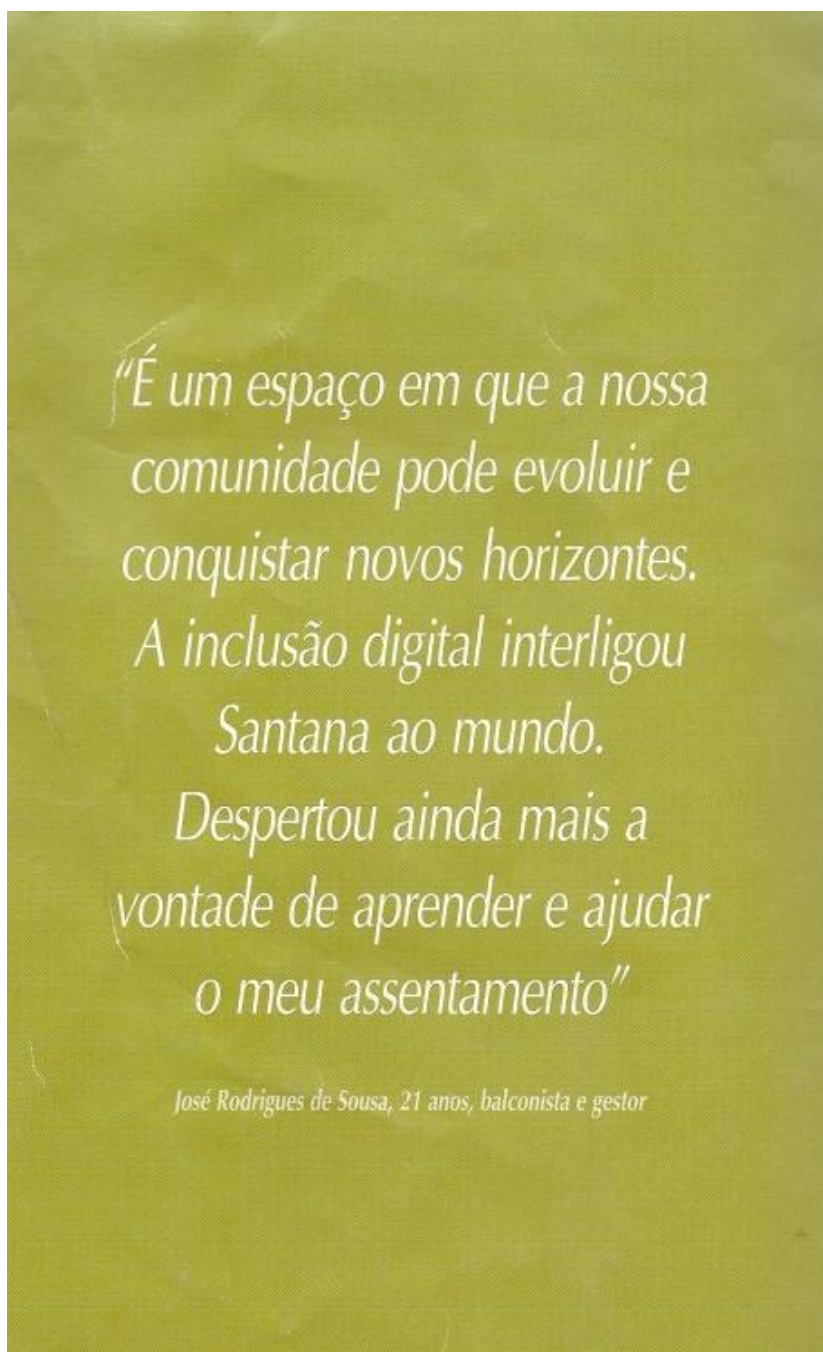 “É um espaço em que a nossa
comunidade pode evoluir e
conquistar novos horizontes.
A inclusão digital interligou
Santana ao mundo.
Despertou ainda mais a
vontade de aprender e ajudar
o meu assentamento”
José Rodrigues de Sousa, 21 anos, balconista e gestor